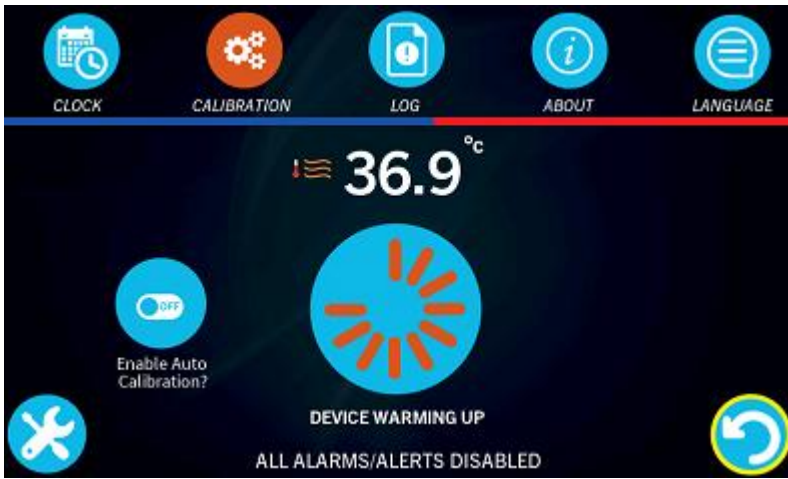 CLOCK
CALIBRATION
LOG
ABOUT
LANGUAGE
36.9 °C
OFF
Enable Auto
Calibration?
DEVICE WARMING UP
ALL ALARMS/ALERTS DISABLED